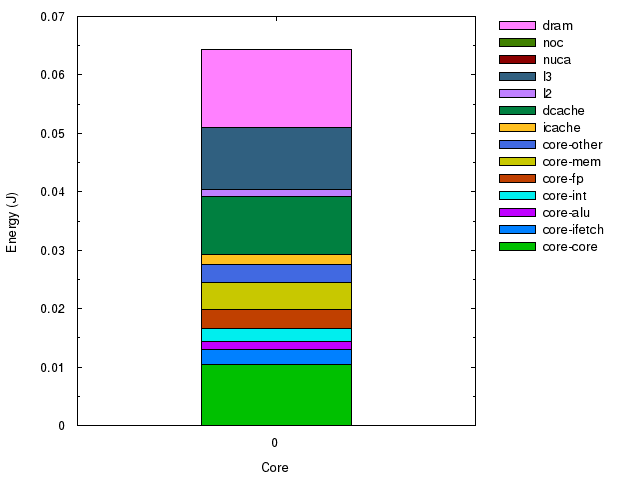 0.07
0.06
0.05
0.04
0.03
0.02
0.01
0
Energy (J)
0
Core
dram
noc
nuca
l3
l2
dcache
icache
core-other
core-mem
core-fp
core-int
core-alu
core-ifetch
core-core